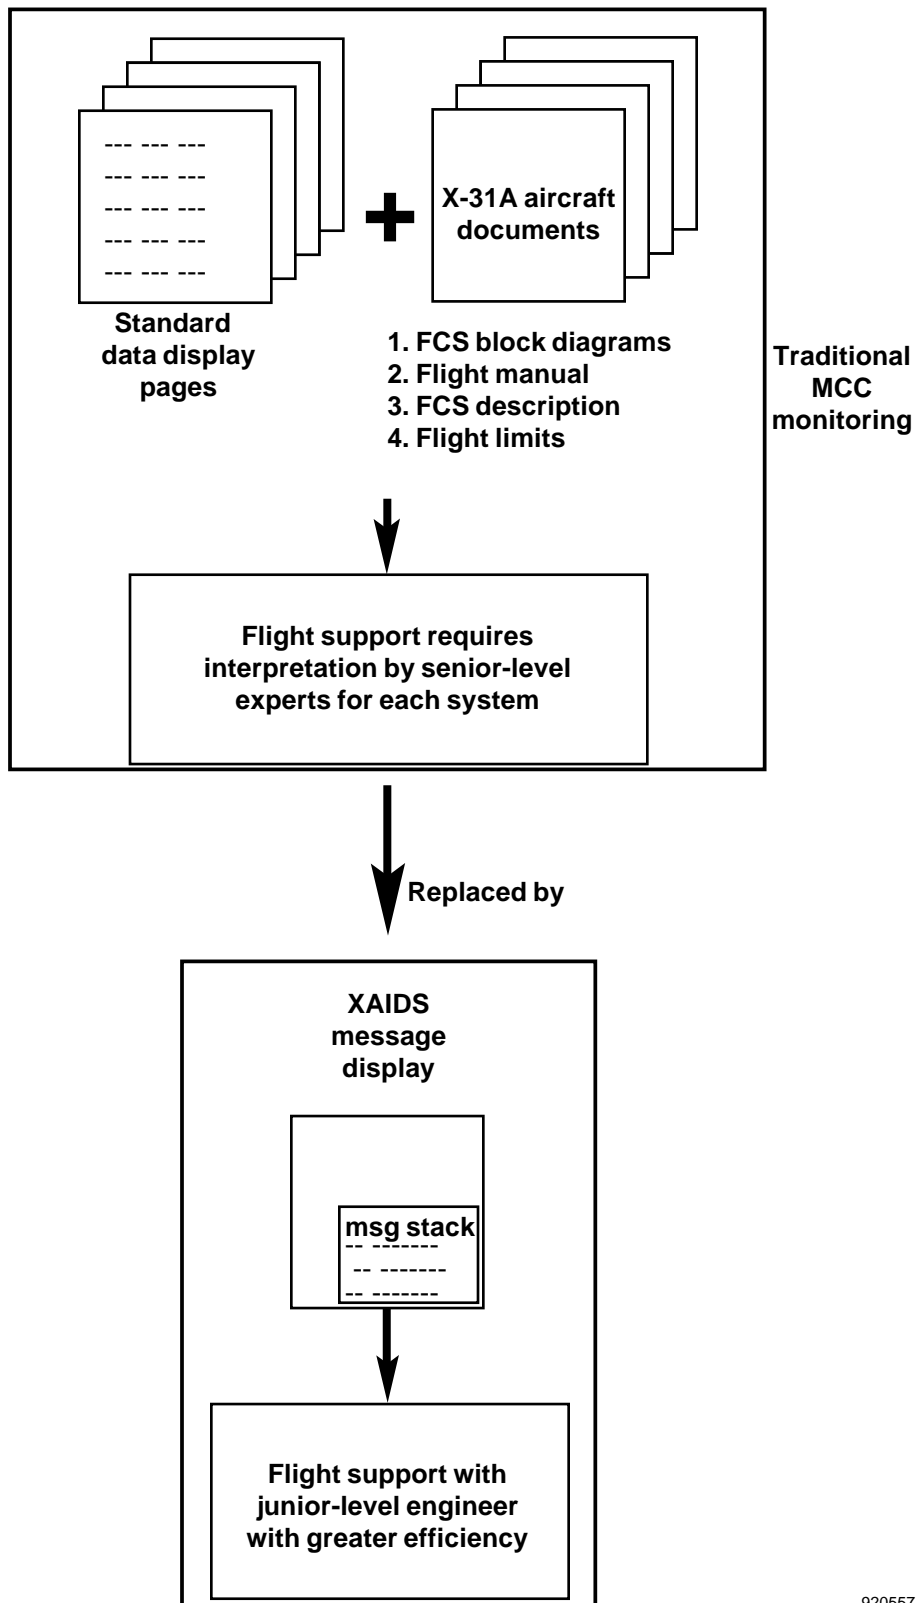 --- --- ---
--- --- ---
--- --- ---
--- --- ---
--- --- ---
Standard
data display
pages
X-31A aircraft
documents
1. FCS block diagrams
2. Flight manual
3. FCS description
4. Flight limits
Traditional
MCC
monitoring
Flight support requires
interpretation by senior-level
experts for each system
Replaced by
XAIDS
message
display
msg stack
-- -------
-- -------
-- -------
Flight support with
junior-level engineer
with greater efficiency
920557